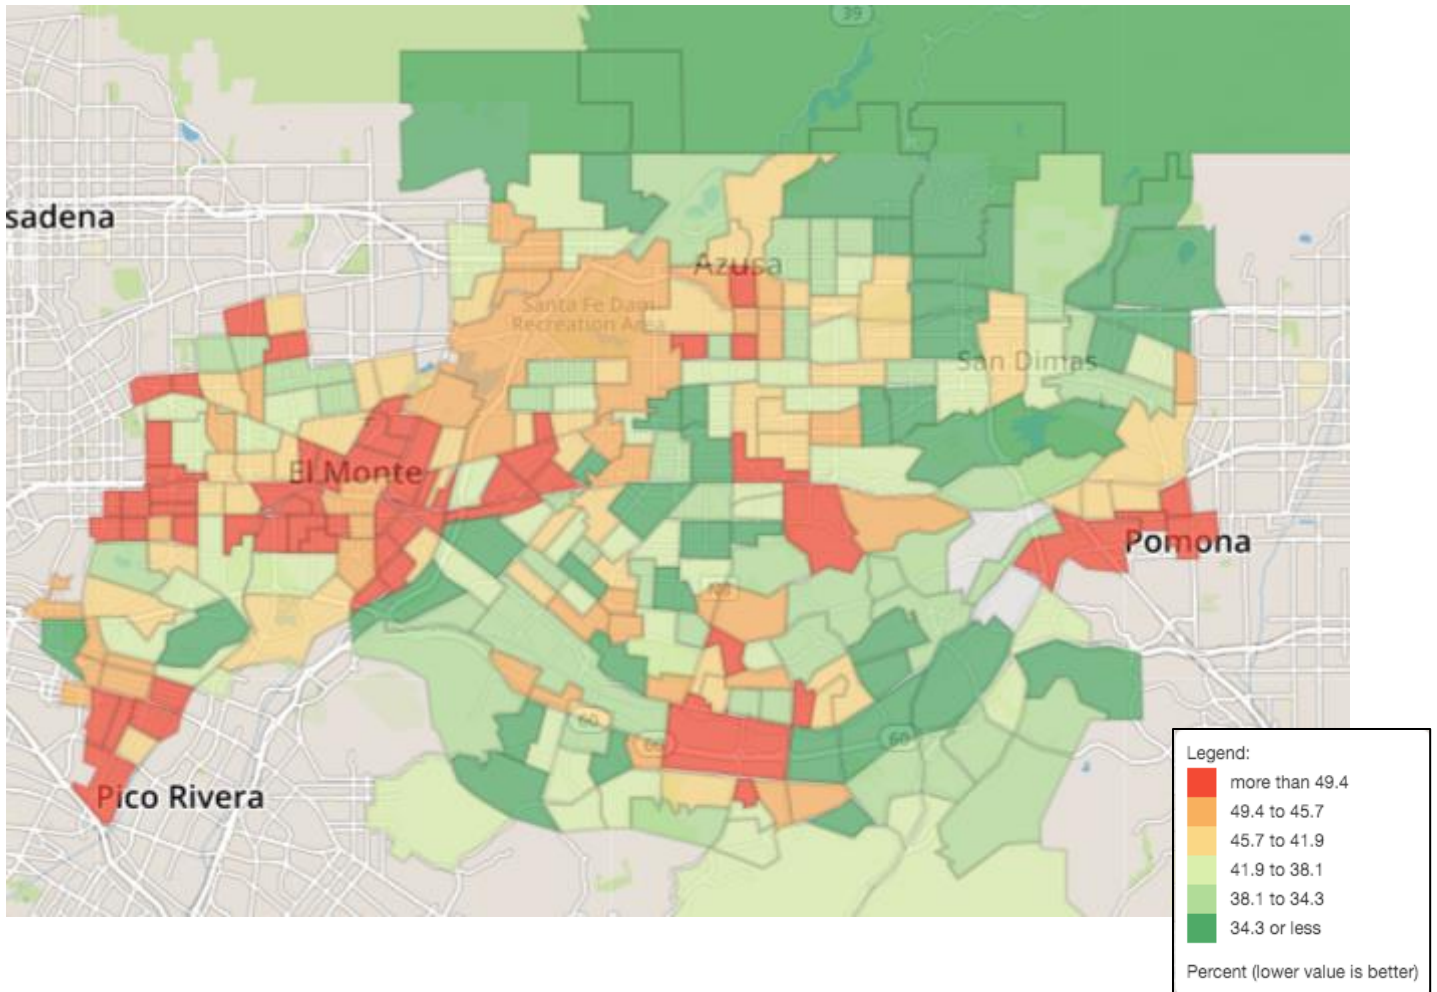 39
sadena
Azusa
Santa Fe Dam
Recreation Area
San Dimas
El Monte
Pomona
60
60
60
Pico Rivera
Legend:
more than 49.4
49.4 to 45.7
45.7 to 41.9
41.9 to 38.1
38.1 to 34.3
34.3 or less
Percent (lower value is better)